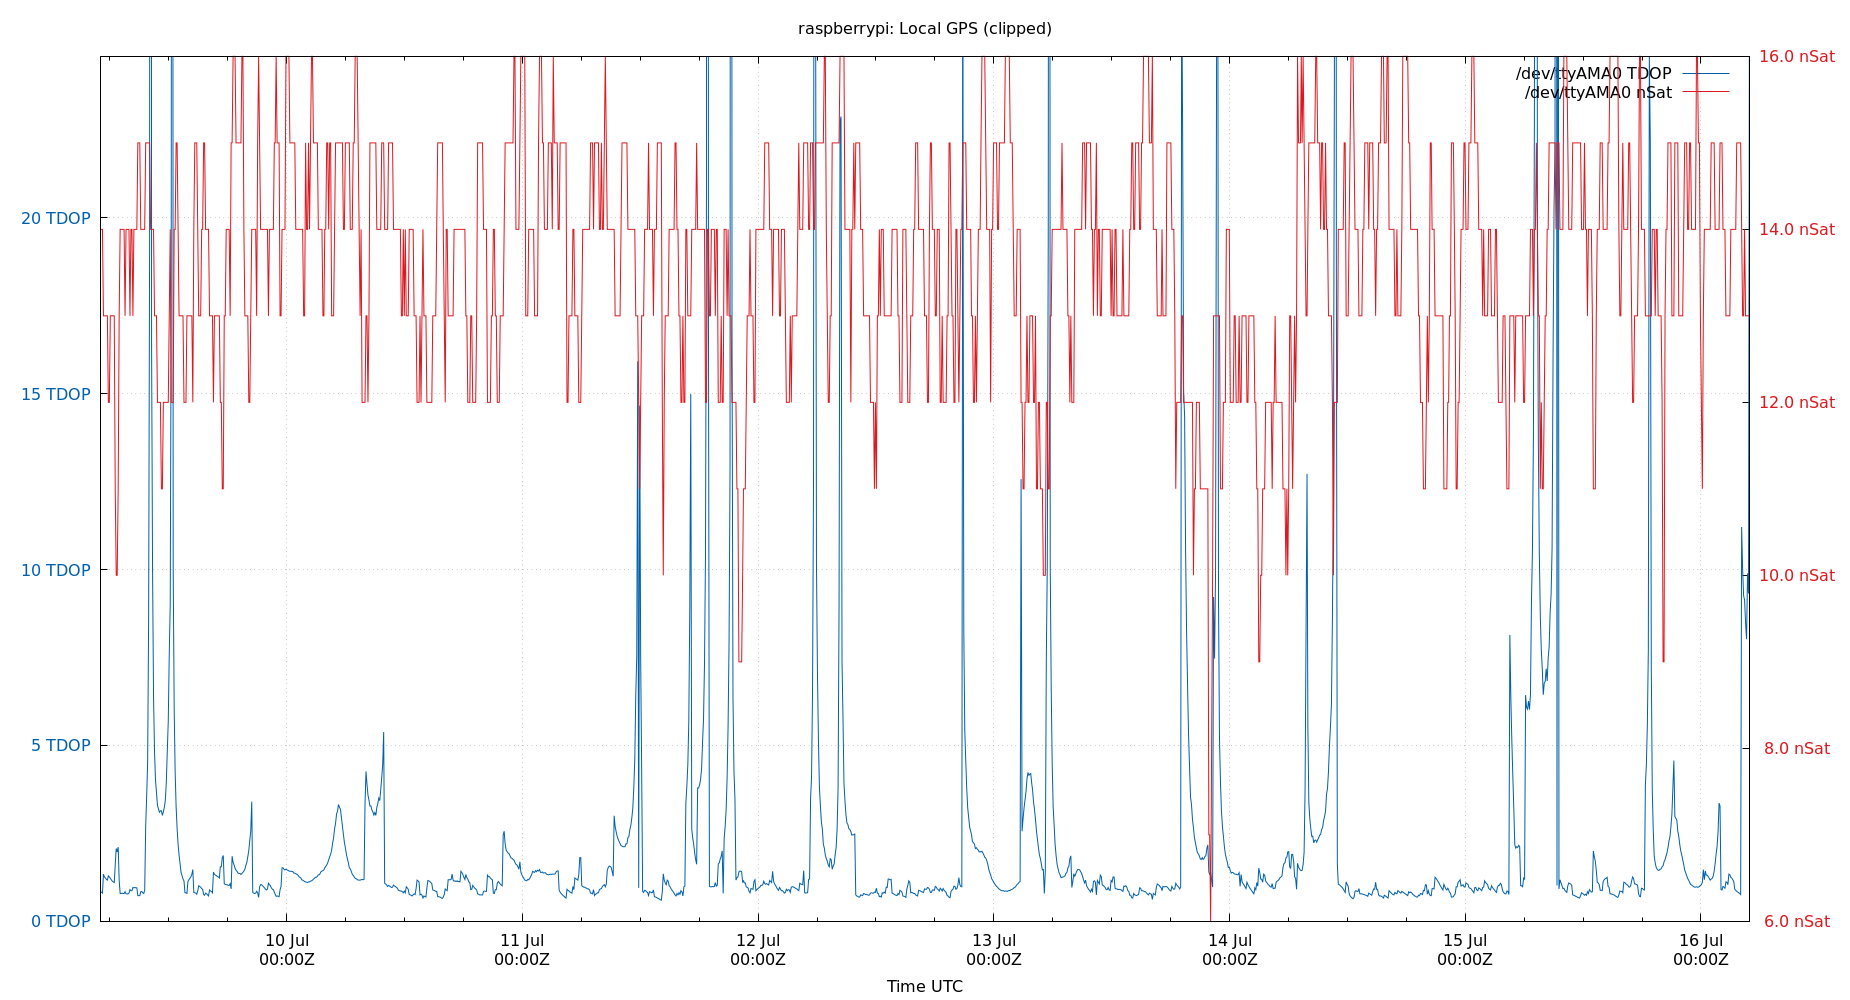 raspberrypi: Local GPS (clipped)
16.0 nSat
/dev/ttyAMA0 TDOP
/dev/ttyAMA0 nSat
20 TDOP
14.0 nSat
15 TDOP
12.0 nSat
10 TDOP
10.0 nSat
5 TDOP
8.0 nSat
0 TDOP
6.0 nSat
10 Jul
00:00Z
11 Jul
00:00Z
12 Jul
00:00Z
13 Jul
00:00Z
14 Jul
00:00Z
15 Jul
00:00Z
16 Jul
00:00Z
Time UTC